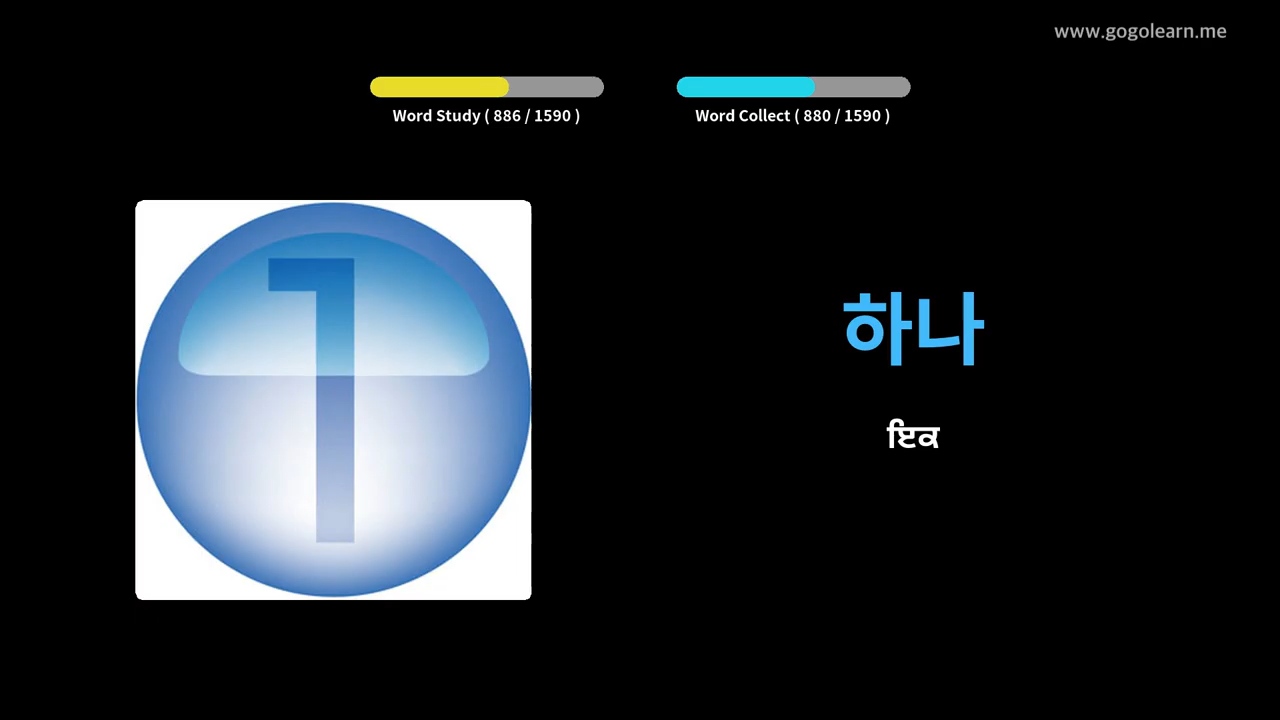 www.gogolearn.me
Word Study ( 886 / 1590 )
Word Collect ( 880 / 1590 )
1
하나
ਇਕ